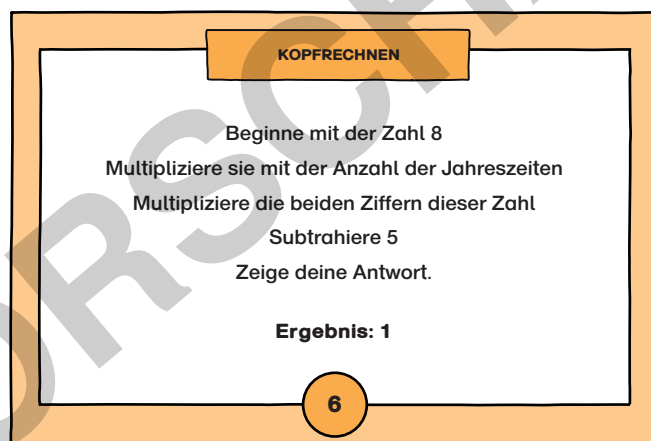 KOPFRECHNEN
Beginne mit der Zahl 8
Multipliziere sie mit der Anzahl der Jahreszeiten
Multipliziere die beiden Ziffern dieser Zahl
Subtrahiere 5
Zeige deine Antwort.
Ergebnis: 1
6